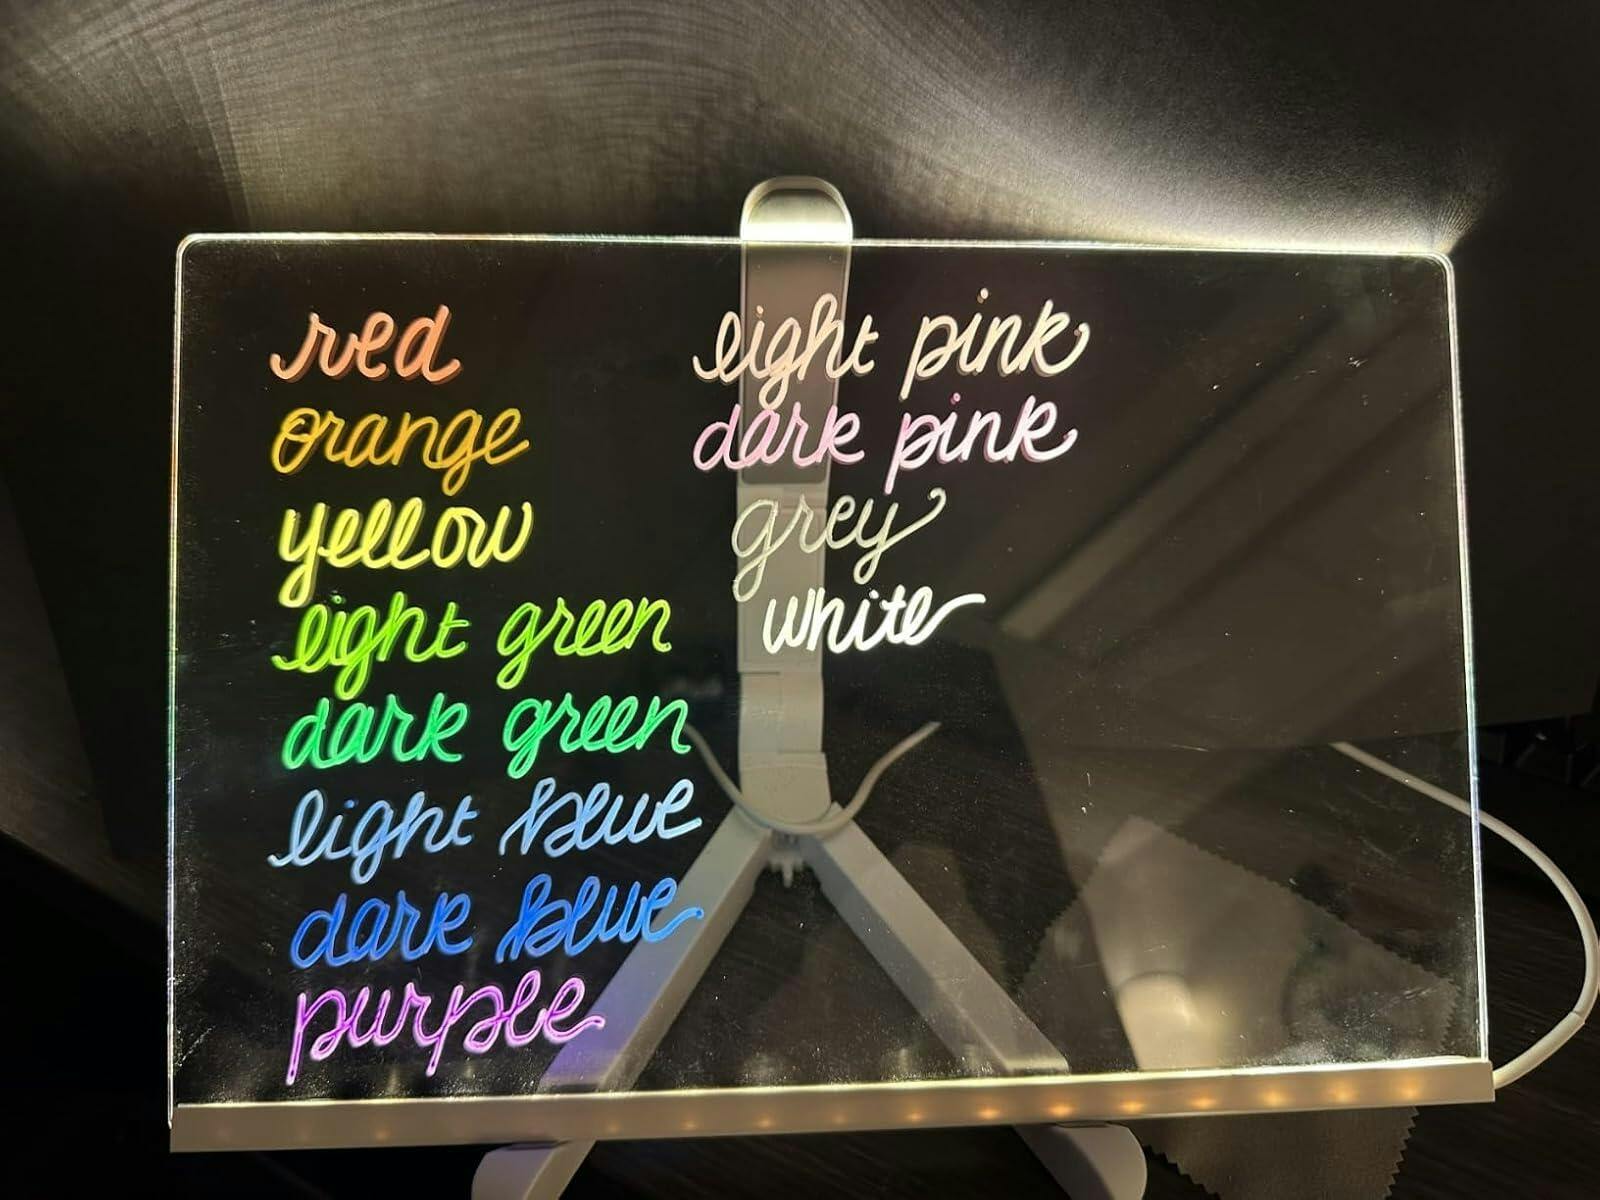 red
orange
yellow
light green
dark green
light blue
dark blue
purple
light pink
dark pink
grey
white